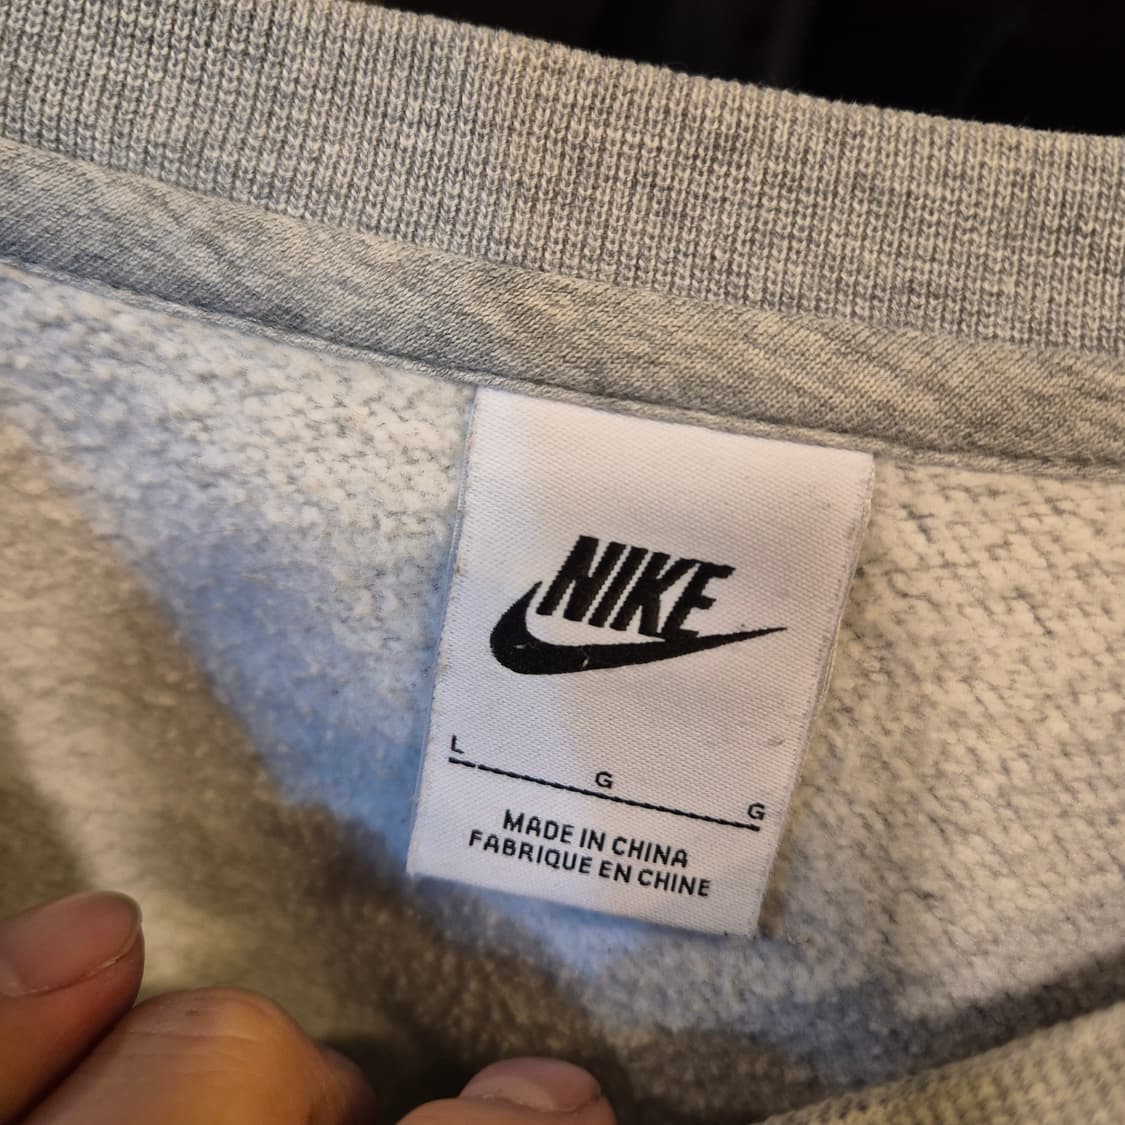 NIKE
L G G
MADE IN CHINA
FABRIQUE EN CHINE